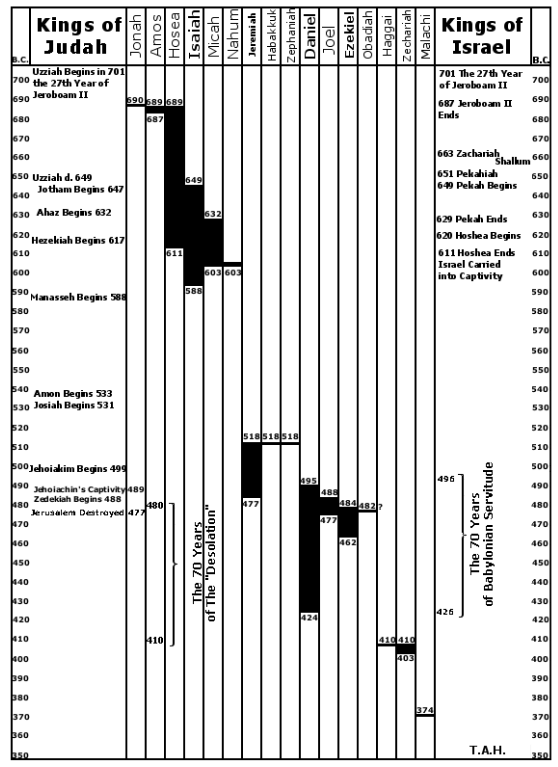 Kings of
Judah
Jonah
Amos
Hosea
Isaiah
Micah
Nahum
Jeremiah
Habakkuk
Zephaniah
Daniel
Joel
Ezekiel
Obadiah
Haggai
Zechariah
Malachi
Kings of
Israel
B.C.
B.C.
700
690
680
670
660
650
640
630
620
610
600
590
580
570
560
550
540
530
520
510
500
490
480
470
460
450
440
430
420
410
400
390
380
370
360
350
Uzziah Begins in 701
the 27th Year of
Jeroboam II
Uzziah d. 649
Jotham Begins 647
Ahaz Begins 632
Hezekiah Begins 617
Manasseh Begins 588
Amon Begins 533
Josiah Begins 531
Jehoiakim Begins 499
Jehoiachin's Captivity 489
Zedekiah Begins 488
Jerusalem Destroyed 477
690
689
687
689
611
649
588
632
603
603
518
477
518
518
495
424
488
477
484
462
482
?
410
410
403
374
480
The 70 Years
of The "Desolation"
410
701 The 27th Year
of Jeroboam II
687 Jeroboam II
Ends
663 Zachariah
Shallum
651 Pekahiah
649 Pekah Begins
629 Pekah Ends
620 Hoshea Begins
611 Hoshea Ends
Israel Carried
into Captivity
496
The 70 Years
of Babylonian Servitude
426
700
690
680
670
660
650
640
630
620
610
600
590
580
570
560
550
540
530
520
510
500
490
480
470
460
450
440
430
420
410
400
390
380
370
360
350
T.A.H.